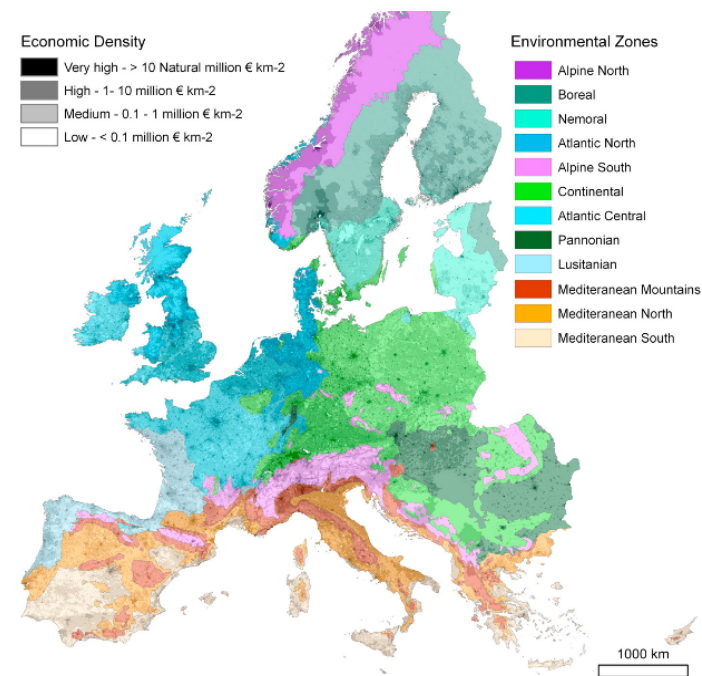 Economic Density
Very high - > 10 Natural million € km-2
High - 1- 10 million € km-2
Medium - 0.1 - 1 million € km-2
Low - < 0.1 million € km-2
Environmental Zones
Alpine North
Boreal
Nemoral
Atlantic North
Alpine South
Continental
Atlantic Central
Pannonian
Lusitanian
Mediteranean Mountains
Mediteranean North
Mediteranean South
1000 km